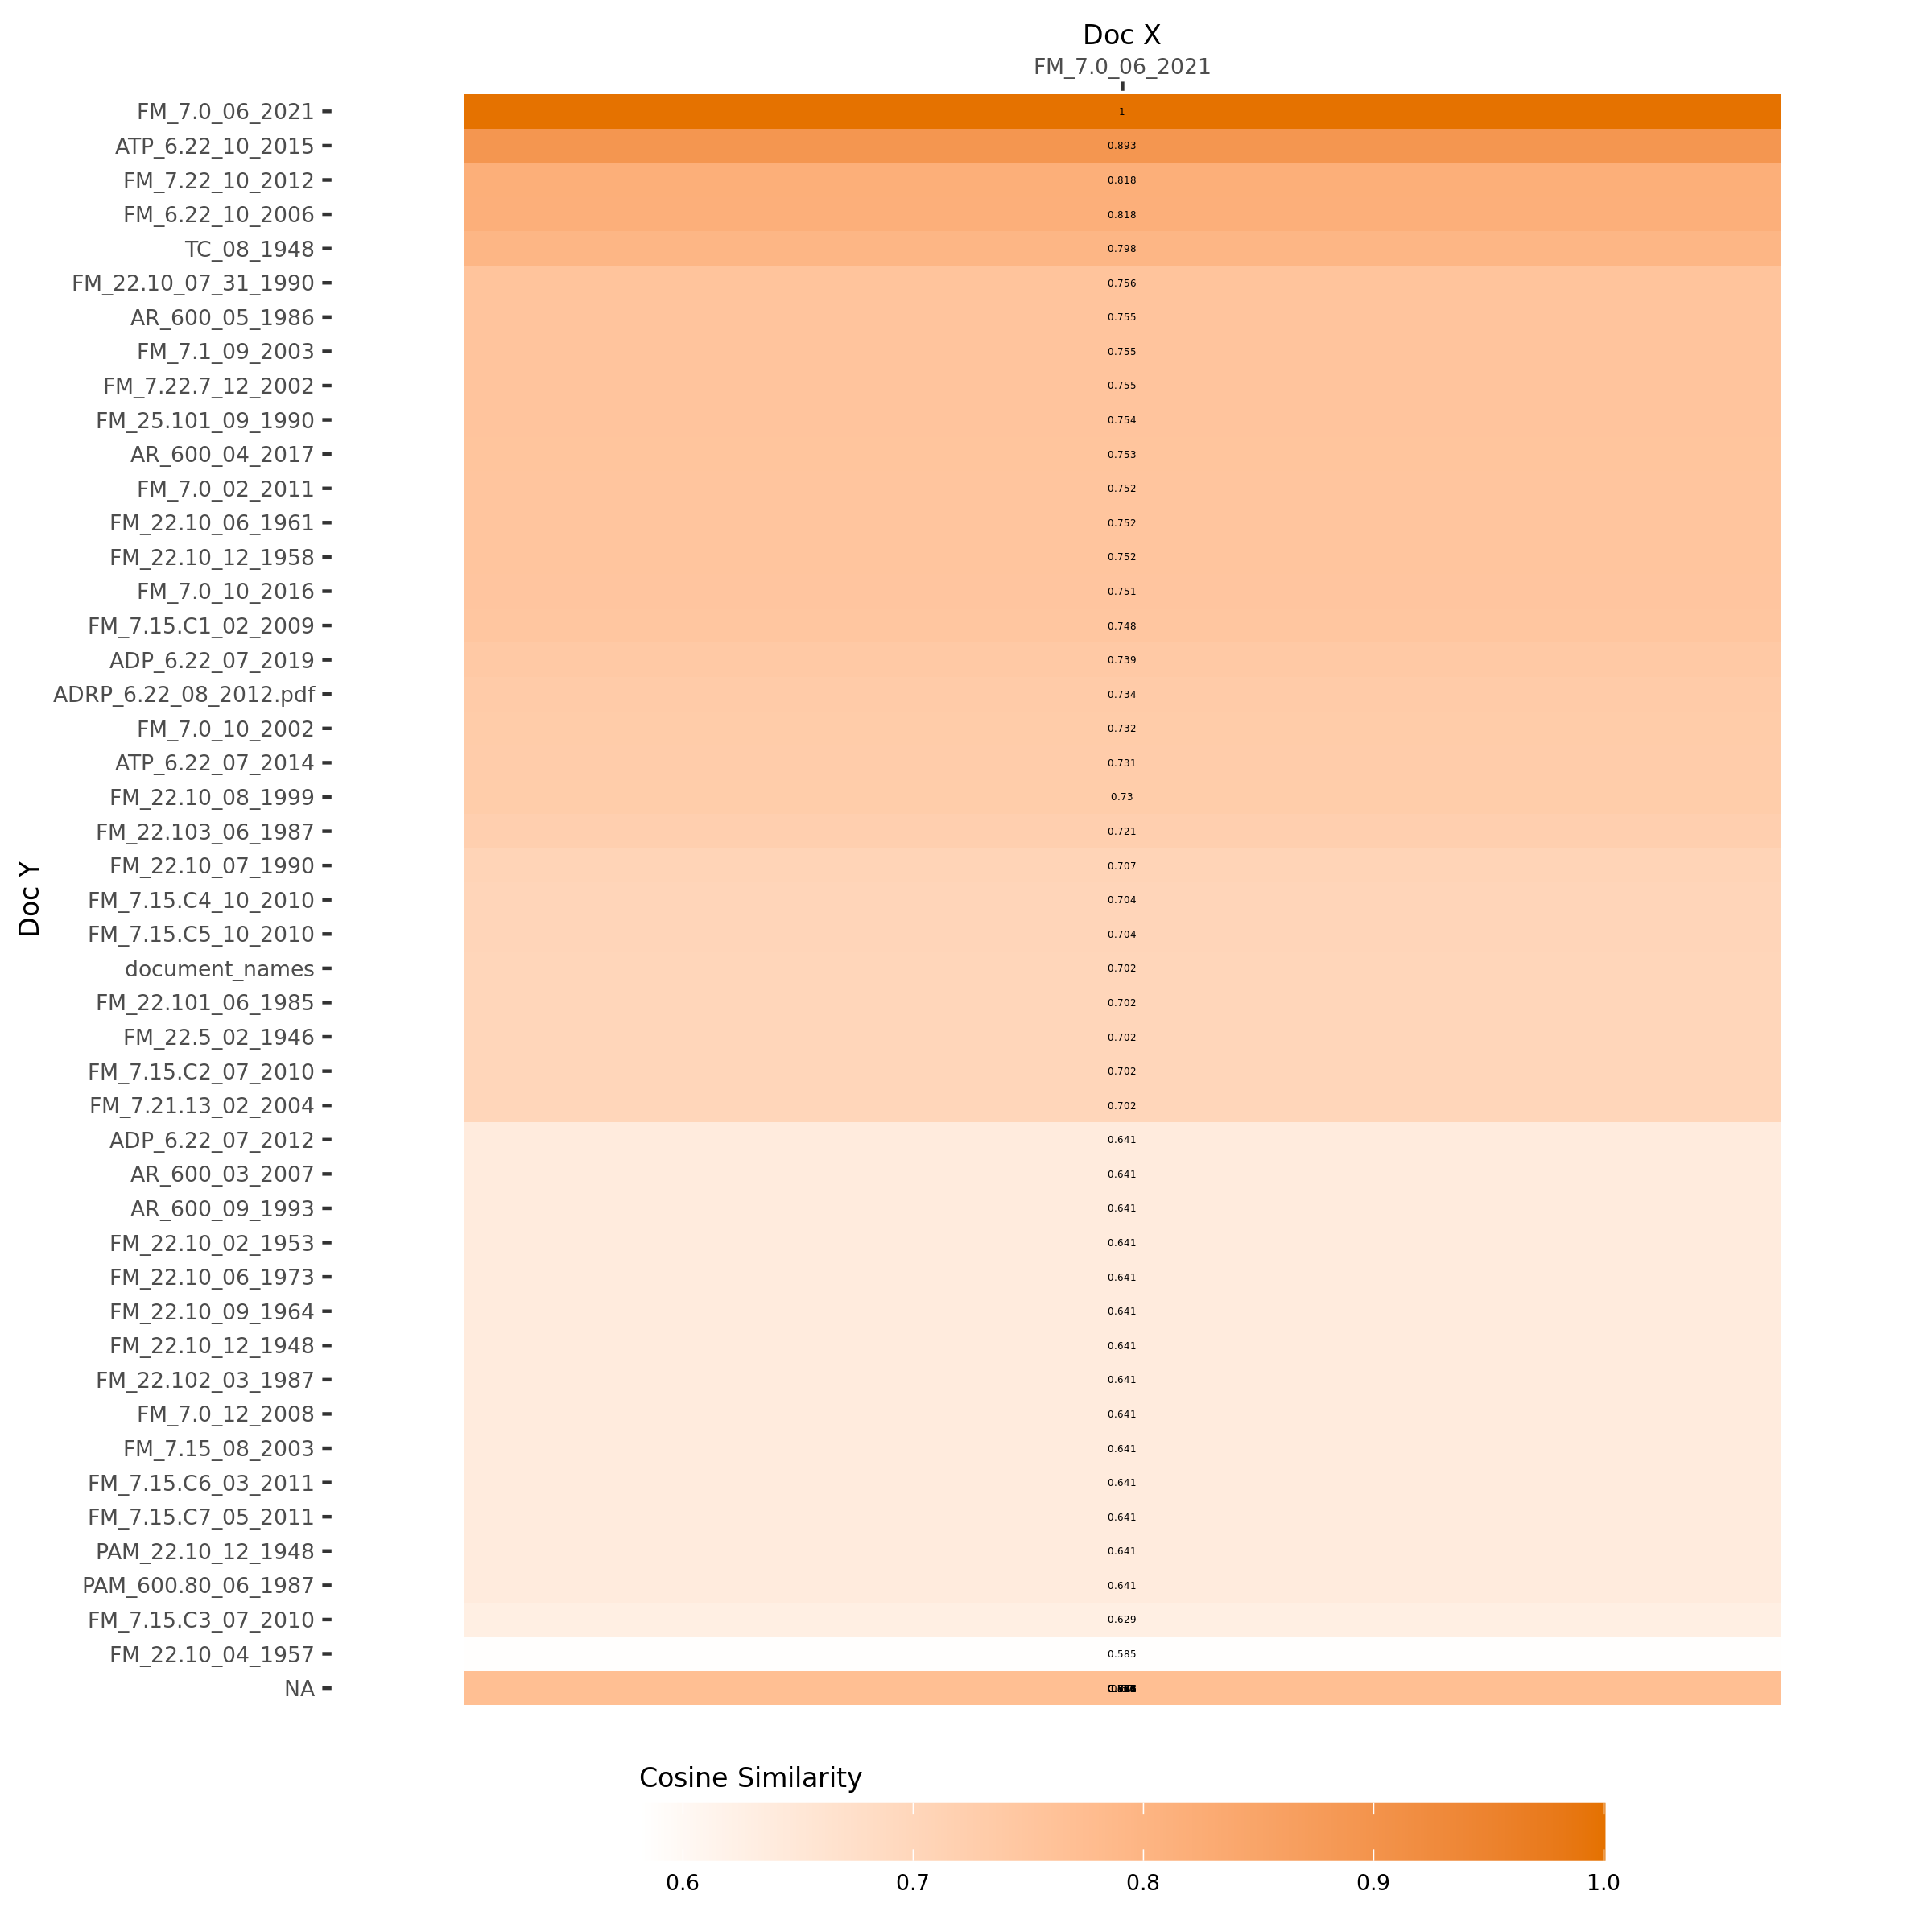 Doc X
FM_7.0_06_2021
FM_7.0_06_2021 1
ATP_6.22_10_2015 0.893
FM_7.22_10_2012 0.818
FM_6.22_10_2006 0.818
TC_08_1948 0.798
FM_22.10_07_31_1990 0.756
AR_600_05_1986 0.755
FM_7.1_09_2003 0.755
FM_7.22.7_12_2002 0.755
FM_25.101_09_1990 0.754
AR_600_04_2017 0.753
FM_7.0_02_2011 0.752
FM_22.10_06_1961 0.752
FM_22.10_12_1958 0.752
FM_7.0_10_2016 0.751
FM_7.15.C1_02_2009 0.748
ADP_6.22_07_2019 0.739
ADRP_6.22_08_2012.pdf 0.734
FM_7.0_10_2002 0.732
ATP_6.22_07_2014 0.731
FM_22.10_08_1999 0.73
FM_22.103_06_1987 0.721
FM_22.10_07_1990 0.707
Doc Y
FM_7.15.C4_10_2010 0.704
FM_7.15.C5_10_2010 0.704
document_names 0.702
FM_22.101_06_1985 0.702
FM_22.5_02_1946 0.702
FM_7.15.C2_07_2010 0.702
FM_7.21.13_02_2004 0.702
ADP_6.22_07_2012 0.641
AR_600_03_2007 0.641
AR_600_09_1993 0.641
FM_22.10_02_1953 0.641
FM_22.10_06_1973 0.641
FM_22.10_09_1964 0.641
FM_22.10_12_1948 0.641
FM_22.102_03_1987 0.641
FM_7.0_12_2008 0.641
FM_7.15_08_2003 0.641
FM_7.15.C6_03_2011 0.641
FM_7.15.C7_05_2011 0.641
PAM_22.10_12_1948 0.641
PAM_600.80_06_1987 0.641
FM_7.15.C3_07_2010 0.629
FM_22.10_04_1957 0.585
NA
Cosine Similarity
0.6 0.7 0.8 0.9 1.0